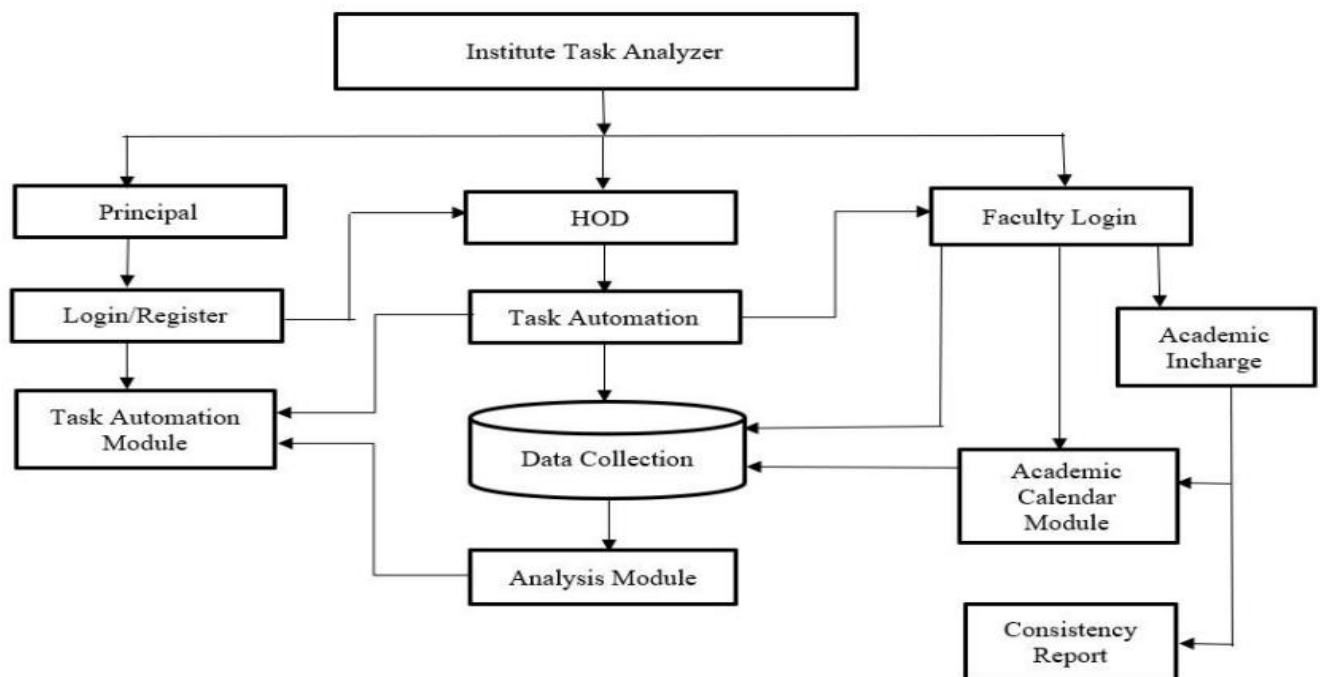 Institute Task Analyzer
Principal
HOD
Faculty Login
Login/Register
Task Automation
Academic
Incharge
Task Automation
Module
Data Collection
Academic
Calendar
Module
Analysis Module
Consistency
Report